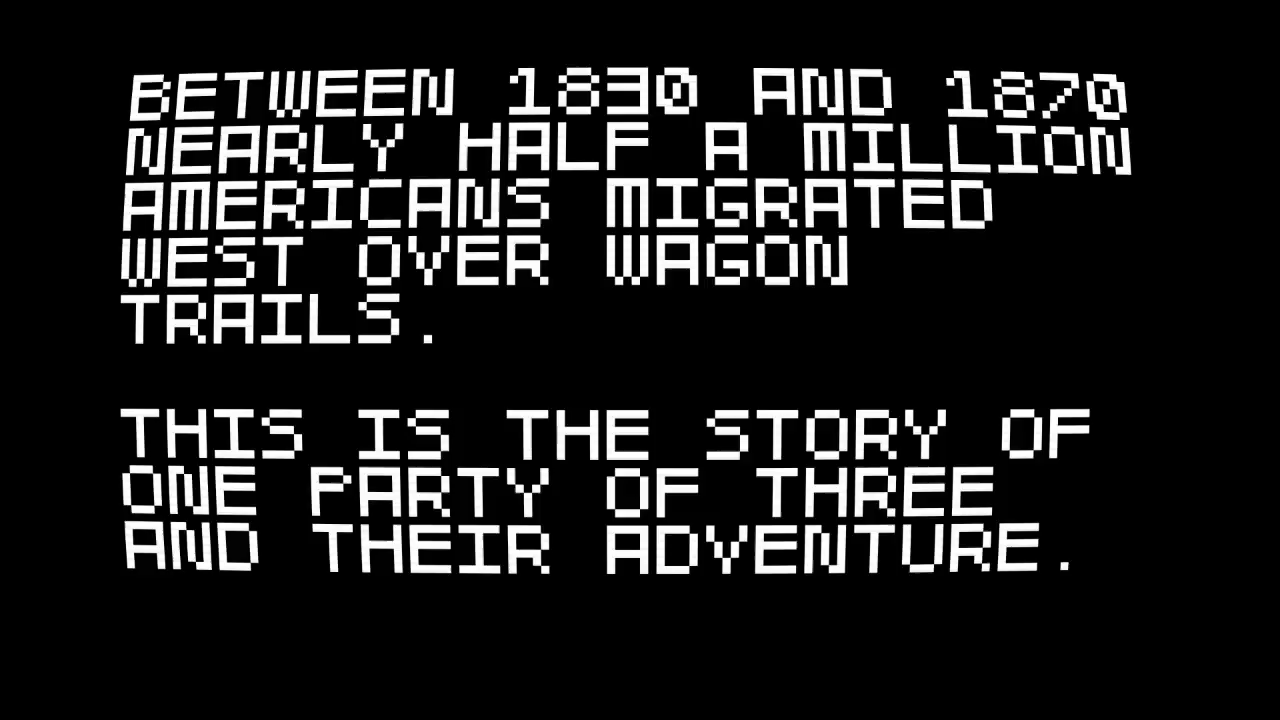 BETWEEN 1830 AND 1870
NEARLY HALF A MILLION
AMERICANS MIGRATED
WEST OVER WAGON
TRAILS.
THIS IS THE STORY OF
ONE PARTY OF THREE
AND THEIR ADVENTURE.